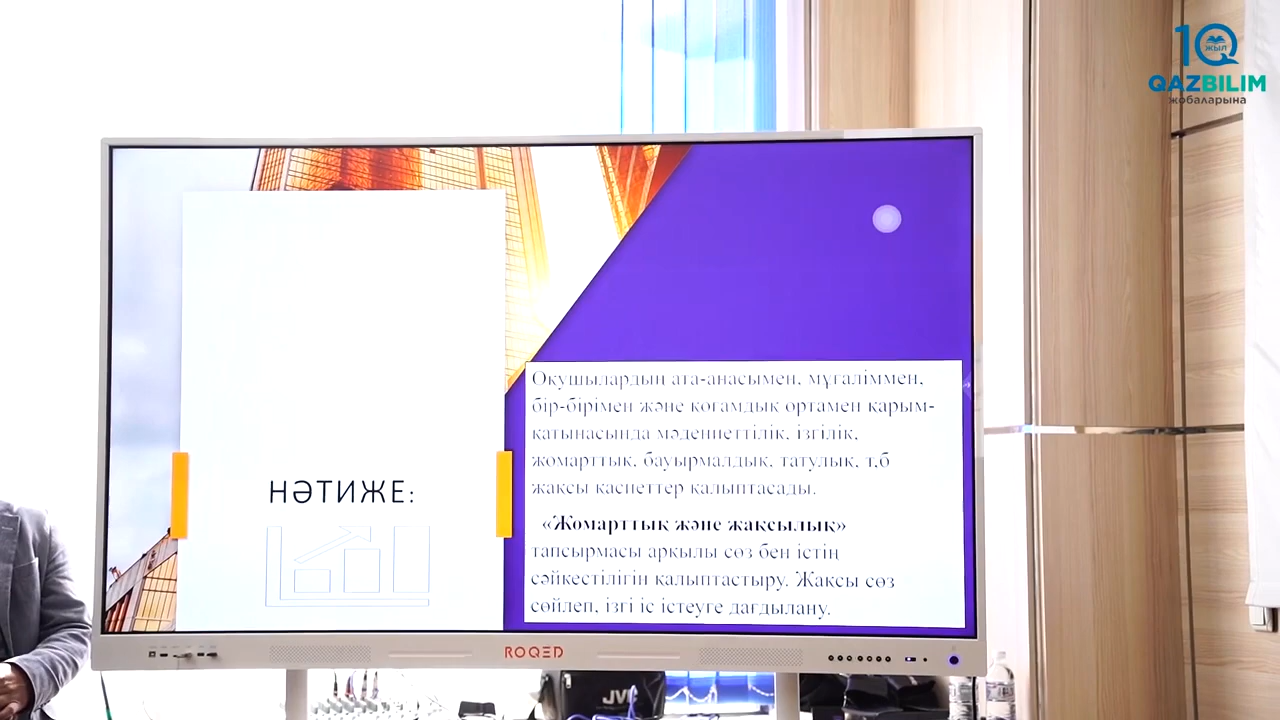 10
ЖЫЛ
QAZBILIM
жобаларына
НӘТИЖЕ:
Оқушылардың ата-анасымен, мұғаліммен,
бір-бірімен және қоғамдық ортамен қарым-
қатынасында мәдениеттілік, ізгілік,
жомарттық, бауырмалдық, татулық, т.б
жақсы қасиеттер қалыптасады.
«Жомарттық және жақсылық»
тапсырмасы арқылы сөз бен істің
сәйкестілігін қалыптастыру. Жақсы сөз
сөйлеп, ізгі іс істеуге дағдылану.
ROQED
JVC